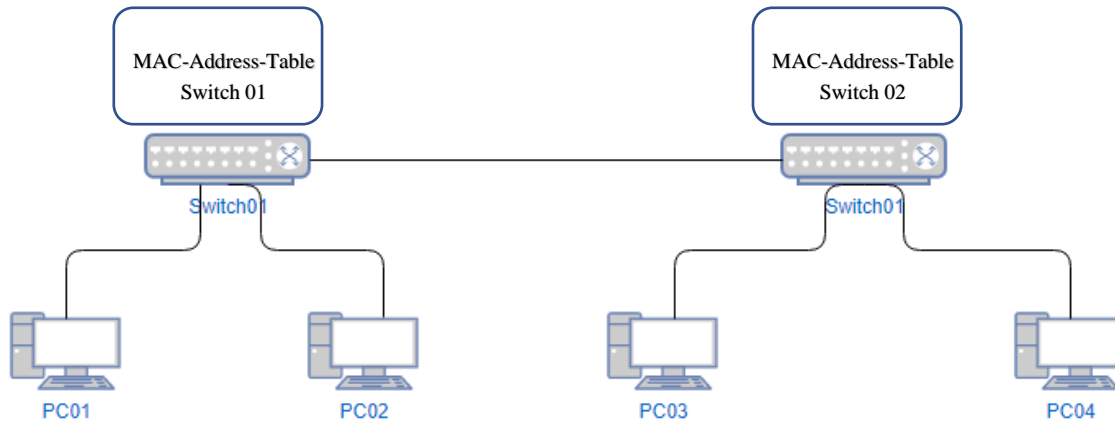 MAC-Address-Table
Switch 01
MAC-Address-Table
Switch 02
Switch01
Switch01
PC01
PC02
PC03
PC04